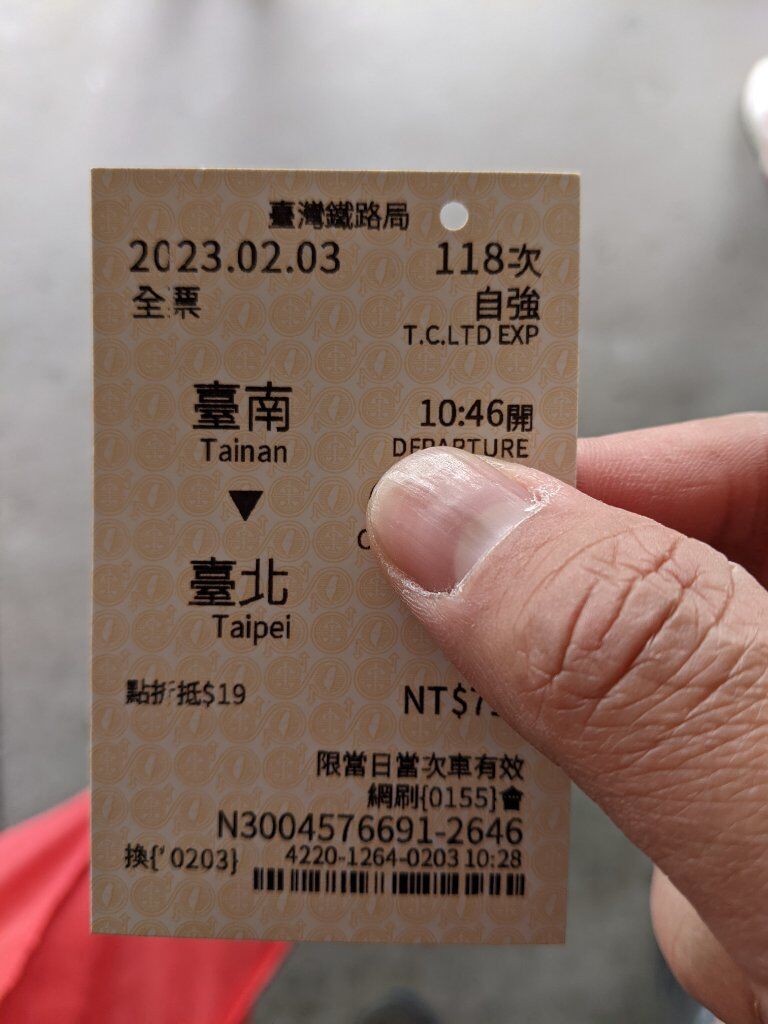 臺灣鐵路局
2023.02.03 118次
全票 自強
T.C.LTD EXP
臺南 10:46開
Tainan DEPARTURE
▼
臺北
Taipei
點折抵$19 NT$7
限當日當次車有效
網刷{0155}會
N3004576691-2646
換{*0203} 4220-1264-0203 10:28